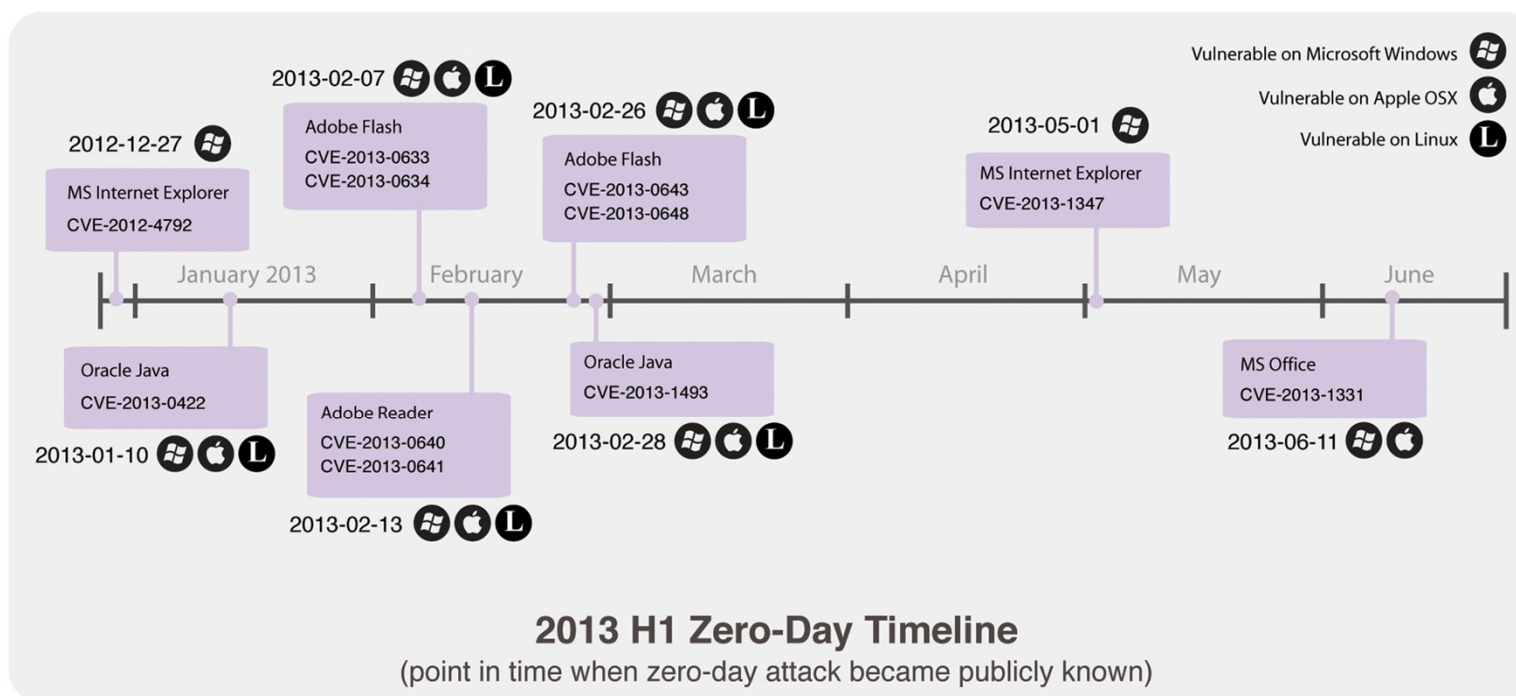 Vulnerable on Microsoft Windows
Vulnerable on Apple OSX
Vulnerable on Linux
L
2012-12-27
MS Internet Explorer
CVE-2012-4792
2013-02-07
L
Adobe Flash
CVE-2013-0633
CVE-2013-0634
2013-02-26
L
Adobe Flash
CVE-2013-0643
CVE-2013-0648
2013-05-01
MS Internet Explorer
CVE-2013-1347
January 2013
February
March
April
May
June
Oracle Java
CVE-2013-0422
2013-01-10
L
Adobe Reader
CVE-2013-0640
CVE-2013-0641
2013-02-13
L
Oracle Java
CVE-2013-1493
2013-02-28
L
MS Office
CVE-2013-1331
2013-06-11
2013 H1 Zero-Day Timeline
(point in time when zero-day attack became publicly known)